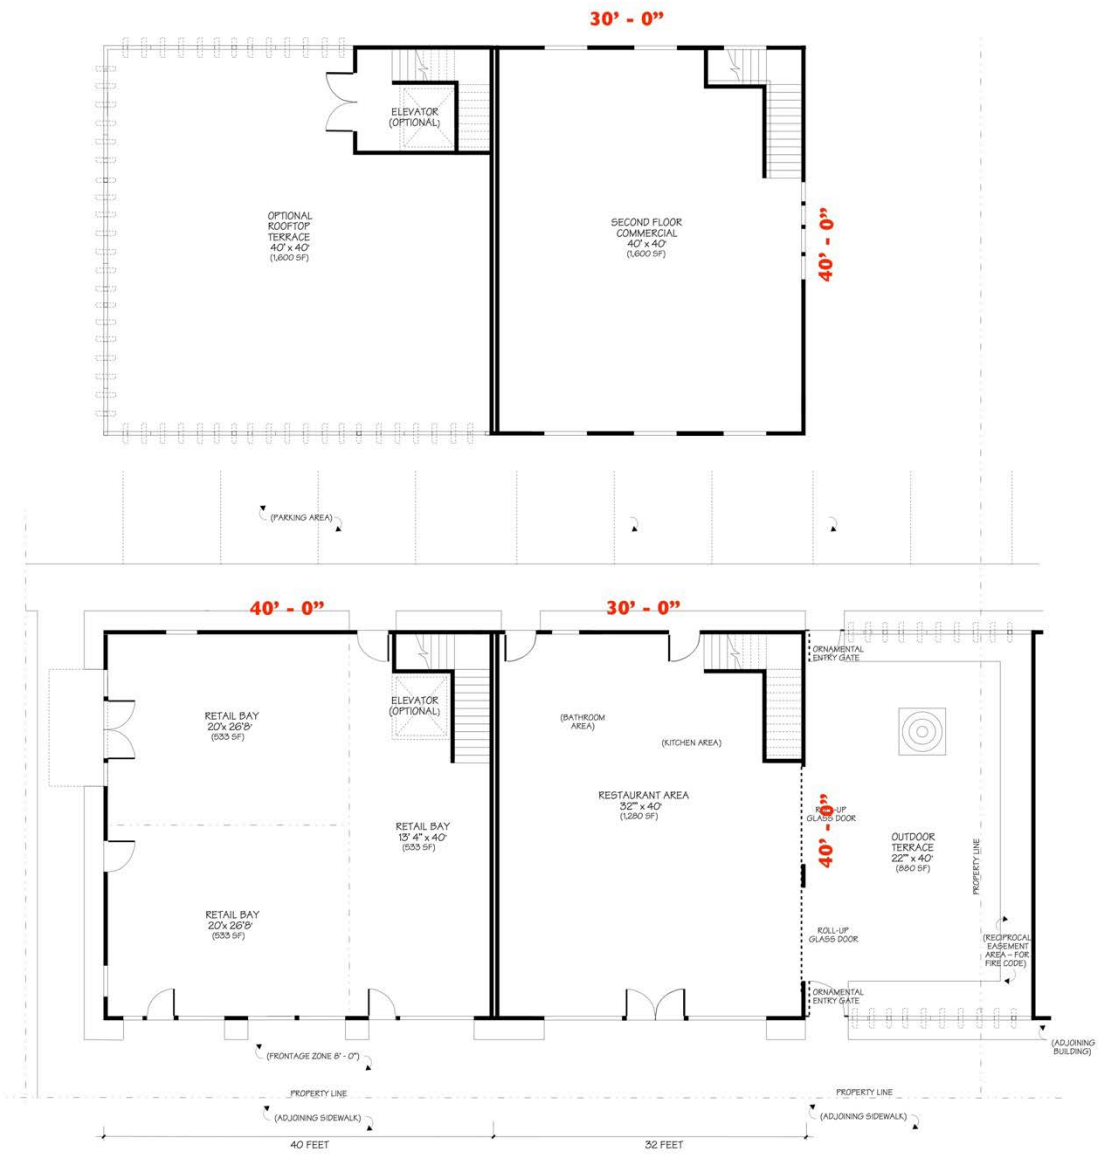 30' - 0"
ELEVATOR
(OPTIONAL)
OPTIONAL
ROOFTOP
TERRACE
40' x 40'
(1,600 SF)
SECOND FLOOR
COMMERCIAL
40' x 40'
(1,600 SF)
40' - 0"
(PARKING AREA)
40' - 0"
30' - 0"
ORNAMENTAL
ENTRY GATE
ELEVATOR
(OPTIONAL)
RETAIL BAY
20'x 26'8'
(533 SF)
(BATHROOM
AREA)
(KITCHEN AREA)
RESTAURANT AREA
32'" x 40'
(1,280 SF)
40' - 0"
GLASS DOOR
RETAIL BAY
13' 4" x 40'
(533 SF)
OUTDOOR
TERRACE
22'" x 40'
(880 SF)
PROPERTY LINE
RETAIL BAY
20'x 26'8'
(533 SF)
ROLL-UP
GLASS DOOR
(RECIPROCAL
EASEMENT
AREA – FOR
FIRE CODE)
ORNAMENTAL
ENTRY GATE
(FRONTAGE ZONE 8' - 0")
(ADJOINING
BUILDING)
PROPERTY LINE
PROPERTY LINE
(ADJOINING SIDEWALK)
(ADJOINING SIDEWALK)
40 FEET
32 FEET